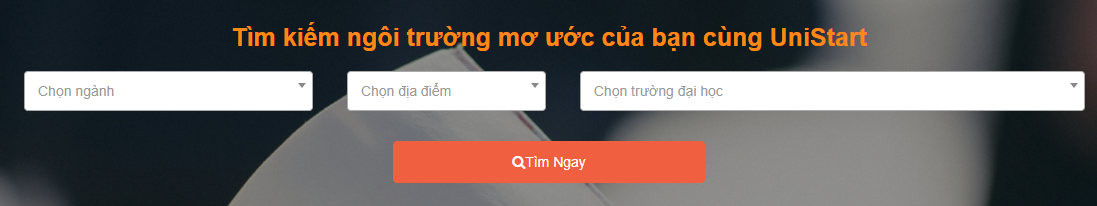 Tìm kiếm ngôi trường mơ ước của bạn cùng UniStart
Chọn ngành
Chọn địa điểm
Chọn trường đại học
Tìm Ngay